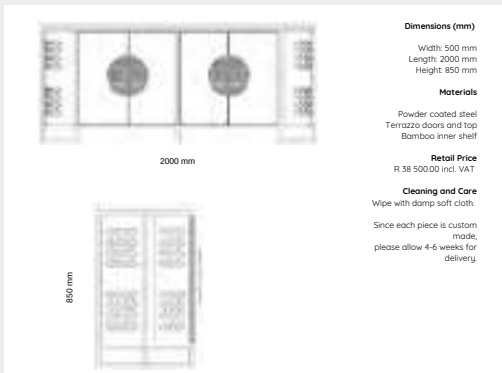 Dimensions (mm)
Width: 500 mm
Length: 2000 mm
Height: 850 mm
Materials
Powder coated steel
Terrazzo doors and top
Bamboo inner shelf
Retail Price
R 38 500.00 incl. VAT
Cleaning and Care
Wipe with damp soft cloth.
Since each piece is custom
made,
please allow 4-6 weeks for
delivery.
2000 mm
850 mm